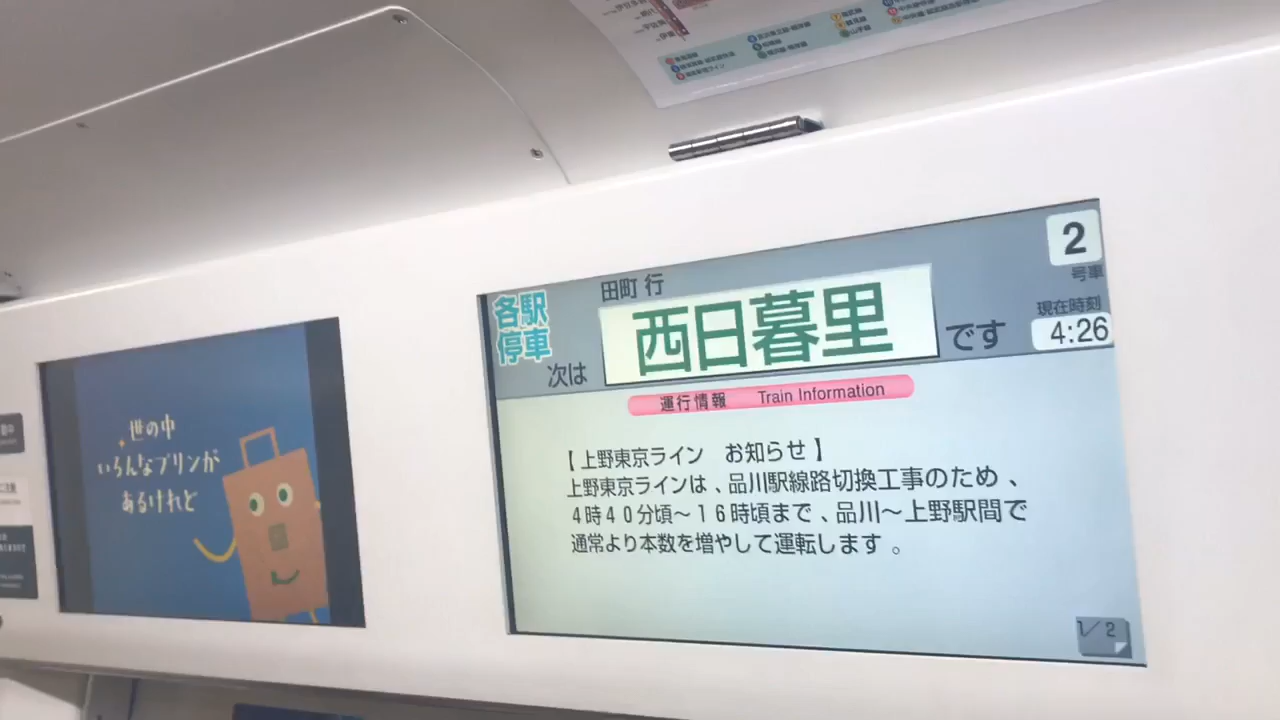 世の中
いろんなプリンが
あるけれど
各駅
停車
田町 行
次は
西日暮里
です
2
号車
現在時刻
4:26
運行情報 Train Information
【上野東京ライン お知らせ】
上野東京ラインは、品川駅線路切換工事のため、
4時40分頃～16時頃まで、品川～上野駅間で
通常より本数を増やして運転します。
1/2